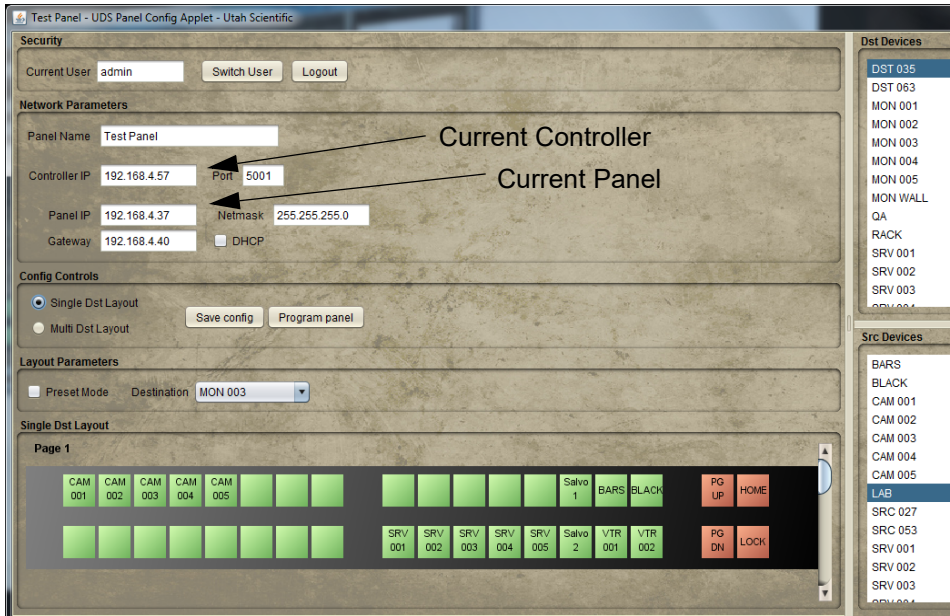 Test Panel - UDS Panel Config Applet - Utah Scientific
Security
Current User admin Switch User Logout
Network Parameters
Panel Name Test Panel
Current Controller
Controller IP 192.168.4.57 Port 5001
Current Panel
Panel IP 192.168.4.37 Netmask 255.255.255.0
Gateway 192.168.4.40 DHCP
Config Controls
Single Dst Layout
Multi Dst Layout
Save config Program panel
Layout Parameters
Preset Mode Destination MON 003
Single Dst Layout
Page 1
CAM 001 CAM 002 CAM 003 CAM 004 CAM 005 Salvo 1 BARS BLACK PG UP HOME
SRV 001 SRV 002 SRV 003 SRV 004 SRV 005 Salvo 2 VTR 001 VTR 002 PG DN LOCK
Dst Devices
DST 035
DST 063
MON 001
MON 002
MON 003
MON 004
MON 005
MON WALL
QA
RACK
SRV 001
SRV 002
SRV 003
Src Devices
BARS
BLACK
CAM 001
CAM 002
CAM 003
CAM 004
CAM 005
LAB
SRC 027
SRC 053
SRV 001
SRV 002
SRV 003